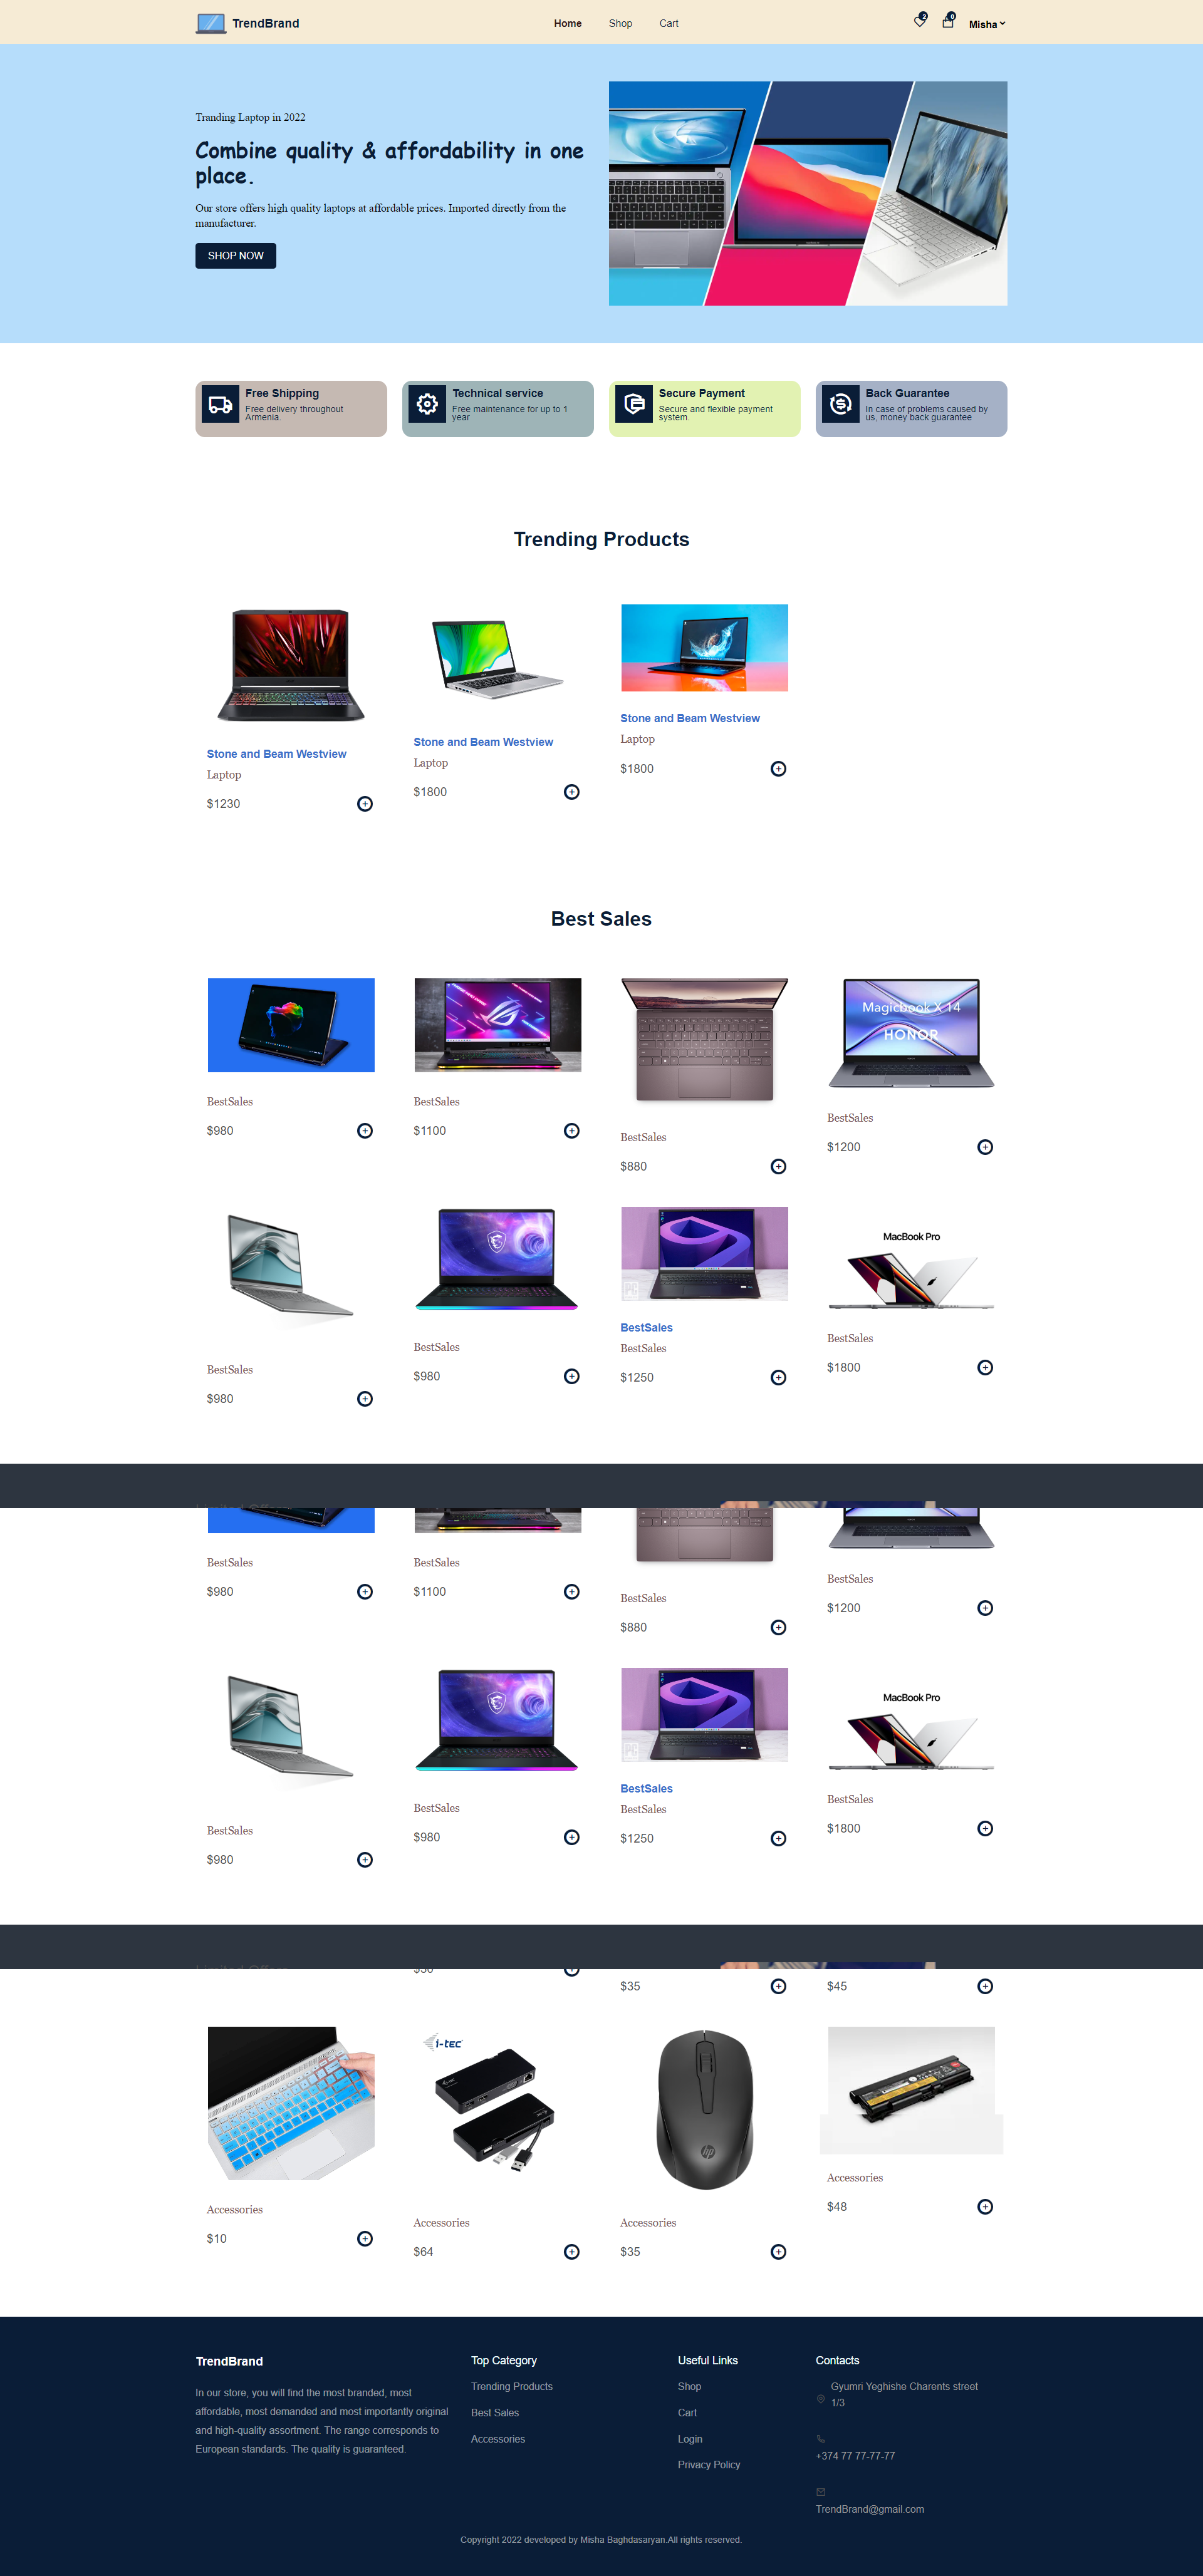 TrendBrand
Home
Shop
Cart
2
0
Misha
Tranding Laptop in 2022
Combine quality & affordability in one
place.
Our store offers high quality laptops at affordable prices. Imported directly from the
manufacturer.
SHOP NOW
Free Shipping
Free delivery throughout
Armenia.
Technical service
Free maintenance for up to 1
year
Secure Payment
Secure and flexible payment
system.
Back Guarantee
In case of problems caused by
us, money back guarantee
Trending Products
Stone and Beam Westview
Laptop
$1230
Stone and Beam Westview
Laptop
$1800
Stone and Beam Westview
Laptop
$1800
Best Sales
BestSales
$980
BestSales
$1100
BestSales
$880
Magicbook X 14
HONOR
BestSales
$1200
BestSales
$980
BestSales
$980
BestSales
BestSales
$1250
MacBook Pro
BestSales
$1800
BestSales
$980
BestSales
$1100
BestSales
$880
BestSales
$1200
BestSales
$980
BestSales
$980
BestSales
BestSales
$1250
MacBook Pro
BestSales
$1800
Limited Offers
$35
$45
Accessories
$10
i-tec
Accessories
$64
hp
Accessories
$35
Accessories
$48
TrendBrand
In our store, you will find the most branded, most
affordable, most demanded and most importantly original
and high-quality assortment. The range corresponds to
European standards. The quality is guaranteed.
Top Category
Trending Products
Best Sales
Accessories
Useful Links
Shop
Cart
Login
Privacy Policy
Contacts
Gyumri Yeghishe Charents street
1/3
+374 77 77-77-77
TrendBrand@gmail.com
Copyright 2022 developed by Misha Baghdasaryan.All rights reserved.